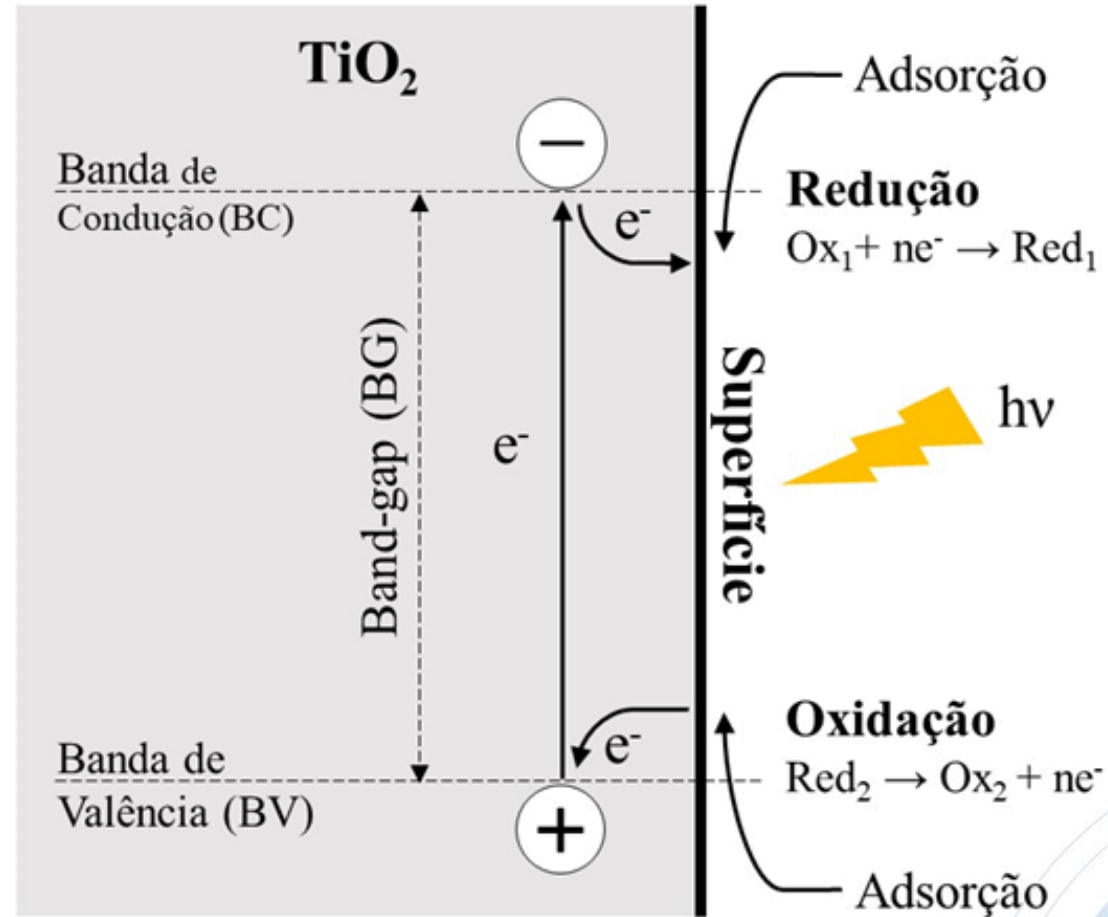 TiO₂
Adsorção
Banda de
Condução (BC)
Redução
Ox₁+ ne⁻ → Red₁
e⁻
Band-gap (BG)
e⁻
Superfície
hν
Oxidação
Red₂ → Ox₂ + ne⁻
e⁻
Banda de
Valência (BV)
Adsorção